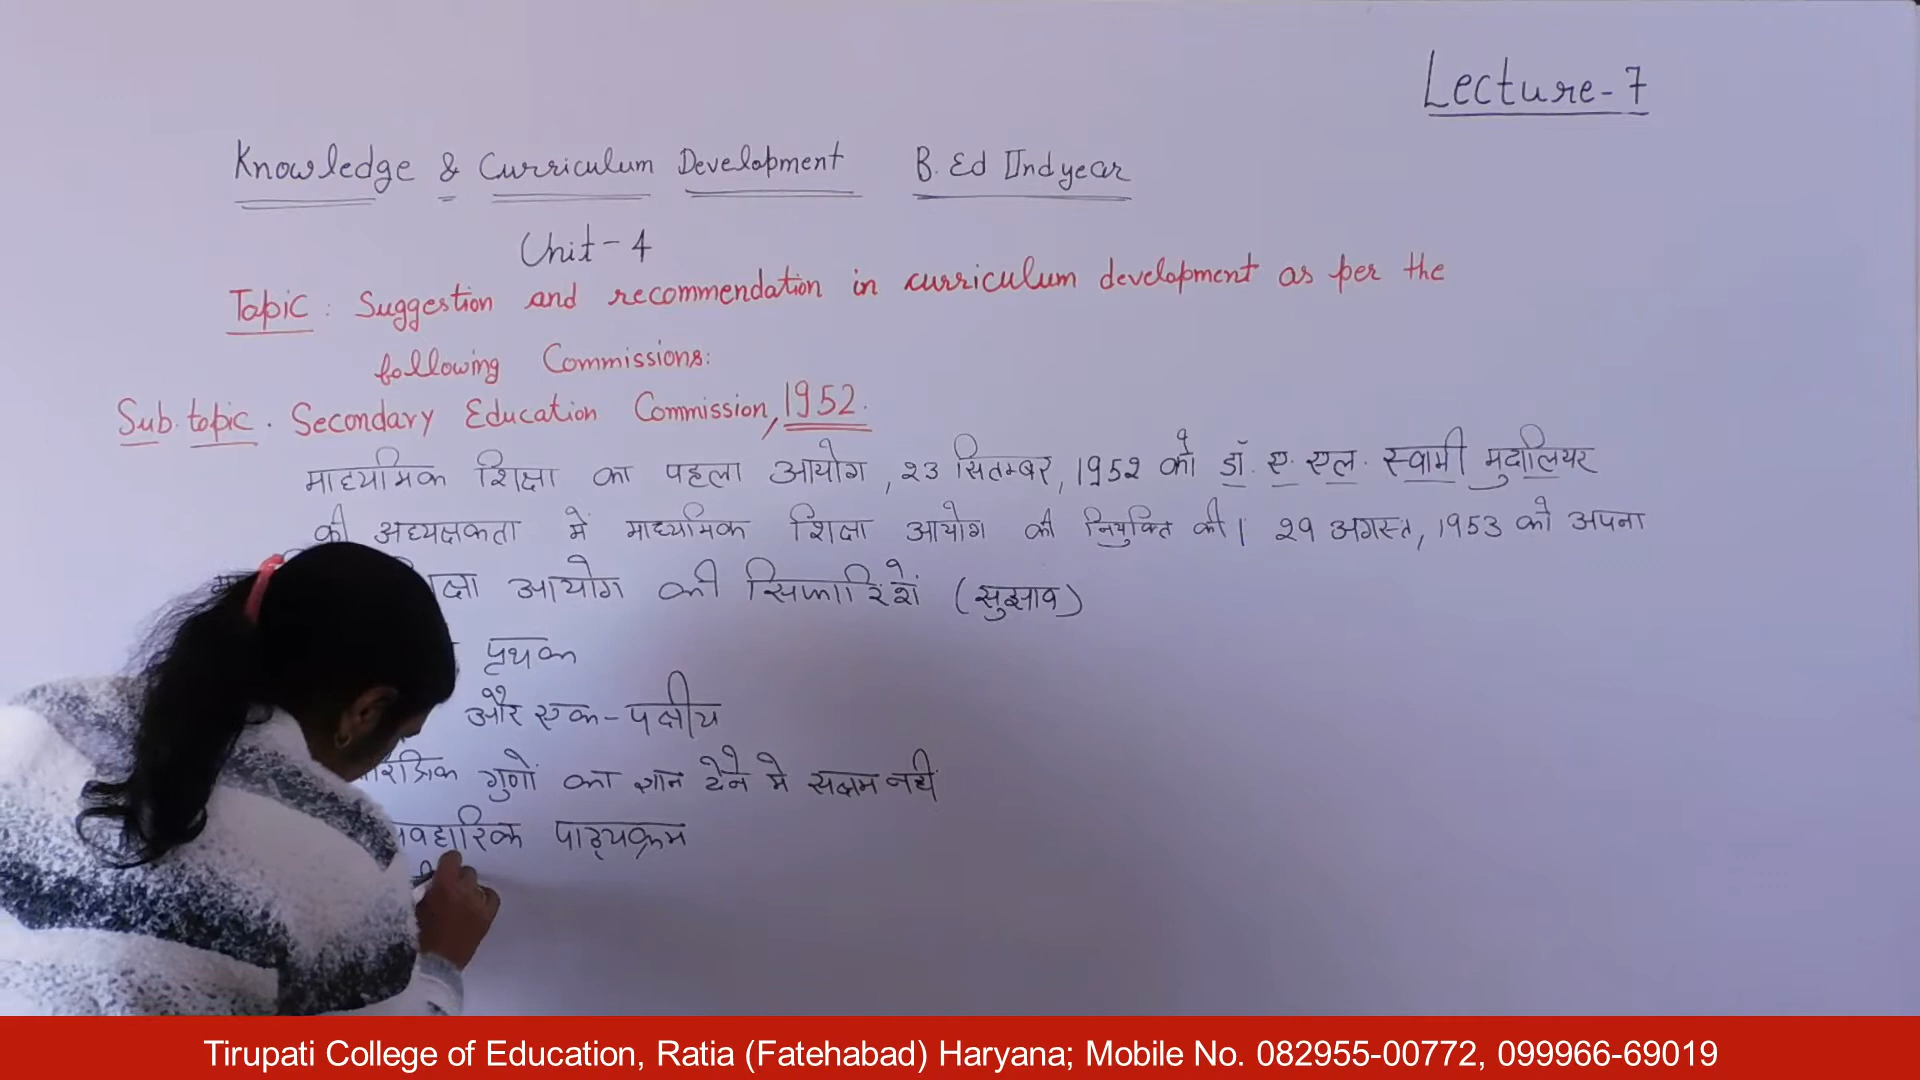 Lecture-7
Knowledge & Curriculum Development B.Ed IInd year
Unit-4
Topic: Suggestion and recommendation in curriculum development as per the
following Commissions:
Sub.topic. Secondary Education Commission, 1952.
माध्यमिक शिक्षा का पहला आयोग, २3 सितम्बर, 1952 को डॉ. ए. एल. स्वामी मुदालियर
की अध्यक्षकता में माध्यमिक शिक्षा आयोग की नियुक्ति की। २९ अगस्त, 1953 को अपना
आयोग की सिफारिशें (सुझाव)
पृथक
और एक-पक्षीय
गुणों का ज्ञान देने मे सक्षम नहीं
पाठ्यक्रम
Tirupati College of Education, Ratia (Fatehabad) Haryana; Mobile No. 082955-00772, 099966-69019